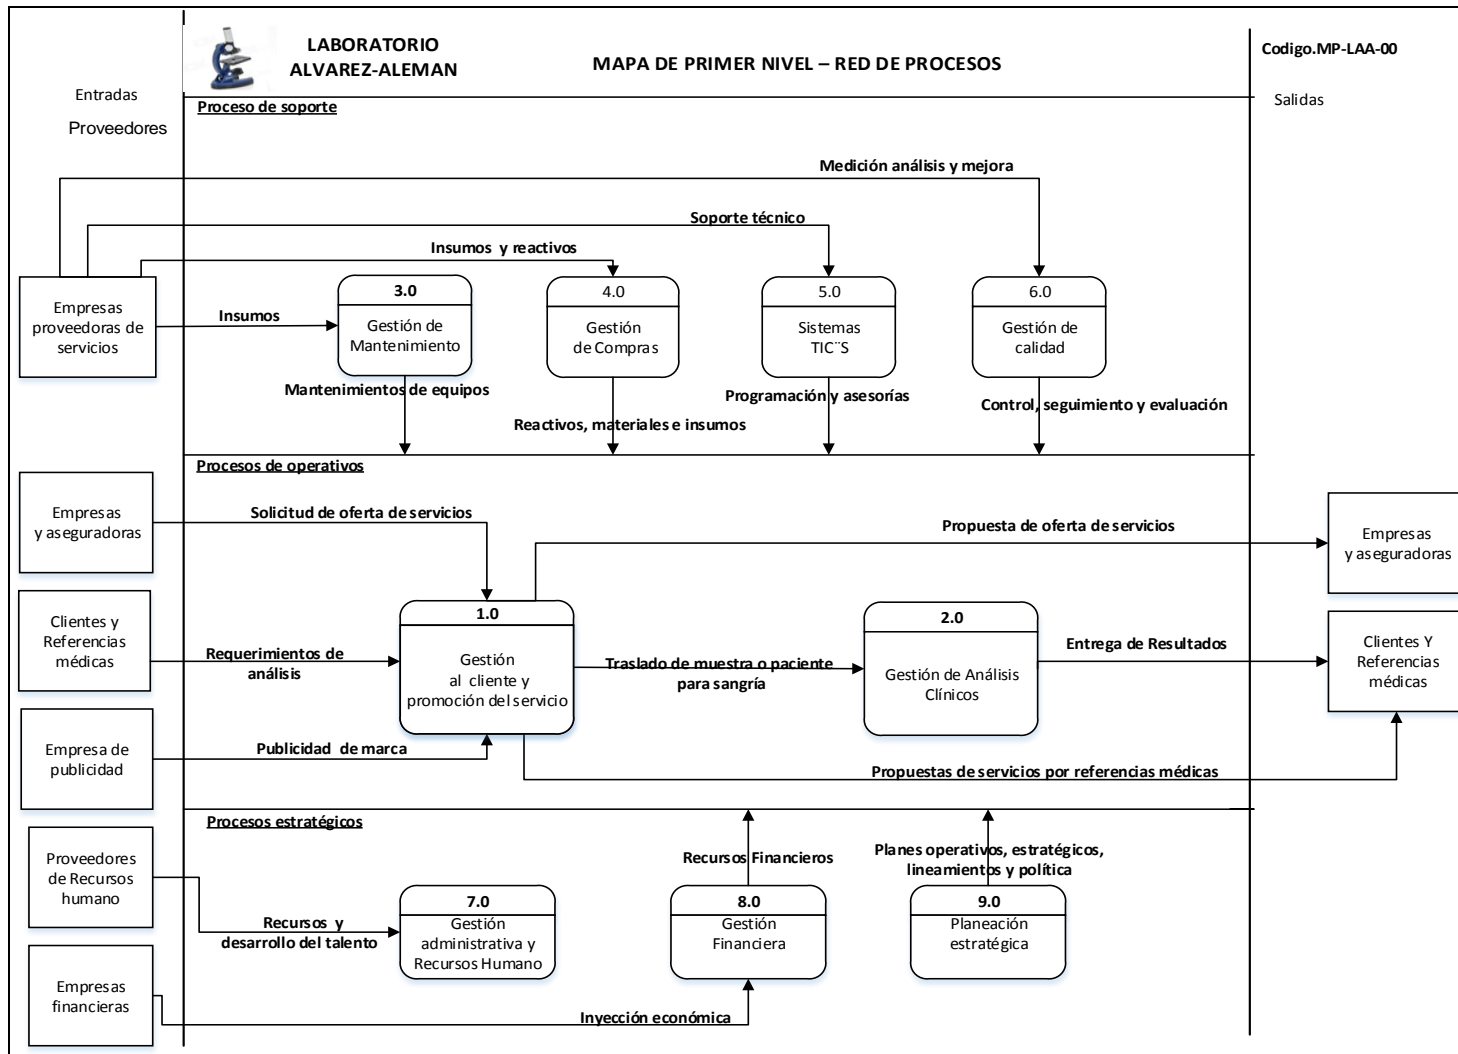 LABORATORIO
ALVAREZ-ALEMAN
MAPA DE PRIMER NIVEL – RED DE PROCESOS
Codigo.MP-LAA-00
Entradas
Proveedores
Salidas
Proceso de soporte
Medición análisis y mejora
Soporte técnico
Insumos y reactivos
Empresas
proveedoras de
servicios
Insumos
3.0
Gestión de
Mantenimiento
4.0
Gestión
de Compras
5.0
Sistemas
TIC¨S
6.0
Gestión de
calidad
Mantenimientos de equipos
Reactivos, materiales e insumos
Programación y asesorías
Control, seguimiento y evaluación
Procesos de operativos
Empresas
y aseguradoras
Solicitud de oferta de servicios
Propuesta de oferta de servicios
Empresas
y aseguradoras
Clientes y
Referencias
médicas
Requerimientos de
análisis
1.0
Gestión
al cliente y
promoción del servicio
Traslado de muestra o paciente
para sangría
2.0
Gestión de Análisis
Clínicos
Entrega de Resultados
Clientes Y
Referencias
médicas
Empresa de
publicidad
Publicidad de marca
Propuestas de servicios por referencias médicas
Procesos estratégicos
Proveedores
de Recursos
humano
Recursos y
desarrollo del talento
7.0
Gestión
administrativa y
Recursos Humano
Recursos Financieros
8.0
Gestión
Financiera
Planes operativos, estratégicos,
lineamientos y política
9.0
Planeación
estratégica
Empresas
financieras
Inyección económica